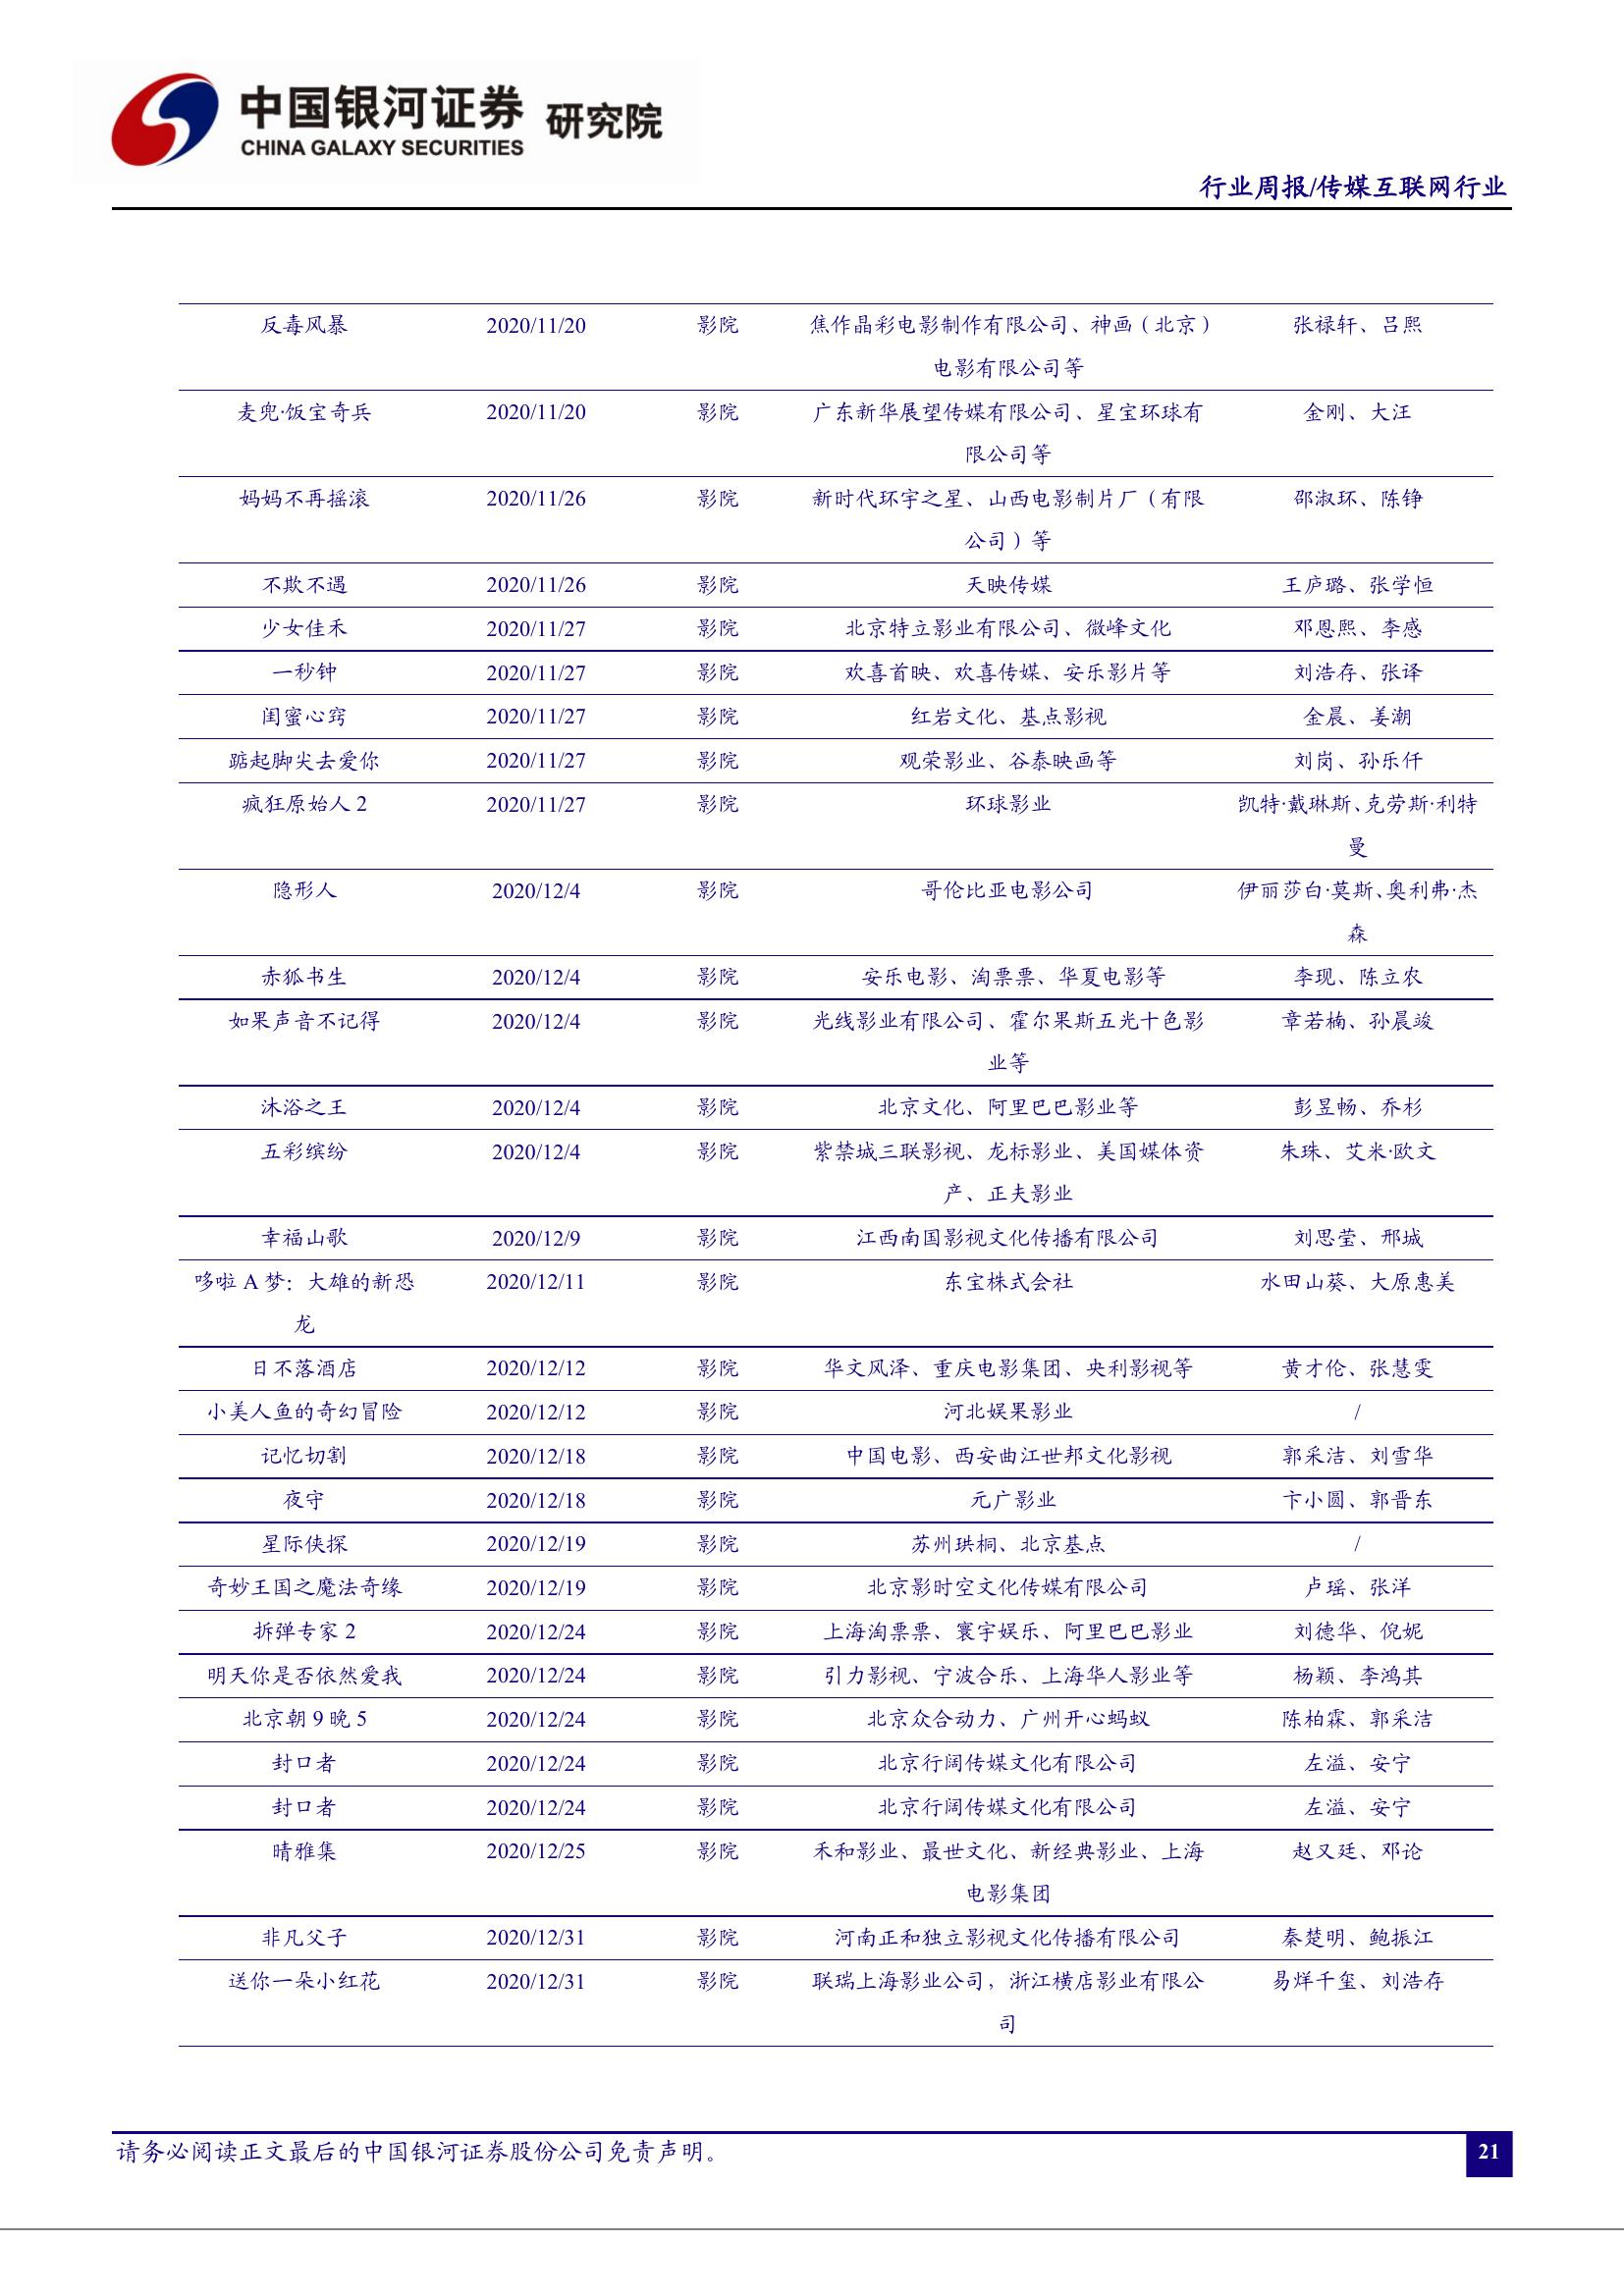 中国银河证券 研究院
CHINA GALAXY SECURITIES
行业周报/传媒互联网行业
反毒风暴 2020/11/20 影院 焦作晶彩电影制作有限公司、神画（北京） 张禄轩、吕熙
电影有限公司等
麦兜·饭宝奇兵 2020/11/20 影院 广东新华展望传媒有限公司、星宝环球有 金刚、大汪
限公司等
妈妈不再摇滚 2020/11/26 影院 新时代环宇之星、山西电影制片厂（有限 邵淑环、陈铮
公司）等
不欺不遇 2020/11/26 影院 天映传媒 王庐璐、张学恒
少女佳禾 2020/11/27 影院 北京特立影业有限公司、微峰文化 邓恩熙、李感
一秒钟 2020/11/27 影院 欢喜首映、欢喜传媒、安乐影片等 刘浩存、张译
闺蜜心窍 2020/11/27 影院 红岩文化、基点影视 金晨、姜潮
踮起脚尖去爱你 2020/11/27 影院 观荣影业、谷泰映画等 刘岗、孙乐仟
疯狂原始人 2 2020/11/27 影院 环球影业 凯特·戴琳斯、克劳斯·利特
曼
隐形人 2020/12/4 影院 哥伦比亚电影公司 伊丽莎白·莫斯、奥利弗·杰
森
赤狐书生 2020/12/4 影院 安乐电影、淘票票、华夏电影等 李现、陈立农
如果声音不记得 2020/12/4 影院 光线影业有限公司、霍尔果斯五光十色影 章若楠、孙晨竣
业等
沐浴之王 2020/12/4 影院 北京文化、阿里巴巴影业等 彭昱畅、乔杉
五彩缤纷 2020/12/4 影院 紫禁城三联影视、龙标影业、美国媒体资 朱珠、艾米·欧文
产、正夫影业
幸福山歌 2020/12/9 影院 江西南国影视文化传播有限公司 刘思莹、邢城
哆啦 A 梦：大雄的新恐 2020/12/11 影院 东宝株式会社 水田山葵、大原惠美
龙
日不落酒店 2020/12/12 影院 华文风泽、重庆电影集团、央利影视等 黄才伦、张慧雯
小美人鱼的奇幻冒险 2020/12/12 影院 河北娱果影业 /
记忆切割 2020/12/18 影院 中国电影、西安曲江世邦文化影视 郭采洁、刘雪华
夜守 2020/12/18 影院 元广影业 卞小圆、郭晋东
星际侠探 2020/12/19 影院 苏州珙桐、北京基点 /
奇妙王国之魔法奇缘 2020/12/19 影院 北京影时空文化传媒有限公司 卢瑶、张洋
拆弹专家 2 2020/12/24 影院 上海淘票票、寰宇娱乐、阿里巴巴影业 刘德华、倪妮
明天你是否依然爱我 2020/12/24 影院 引力影视、宁波合乐、上海华人影业等 杨颖、李鸿其
北京朝 9 晚 5 2020/12/24 影院 北京众合动力、广州开心蚂蚁 陈柏霖、郭采洁
封口者 2020/12/24 影院 北京行阔传媒文化有限公司 左溢、安宁
封口者 2020/12/24 影院 北京行阔传媒文化有限公司 左溢、安宁
晴雅集 2020/12/25 影院 禾和影业、最世文化、新经典影业、上海 赵又廷、邓论
电影集团
非凡父子 2020/12/31 影院 河南正和独立影视文化传播有限公司 秦楚明、鲍振江
送你一朵小红花 2020/12/31 影院 联瑞上海影业公司，浙江横店影业有限公 易烊千玺、刘浩存
司
请务必阅读正文最后的中国银河证券股份公司免责声明。 21